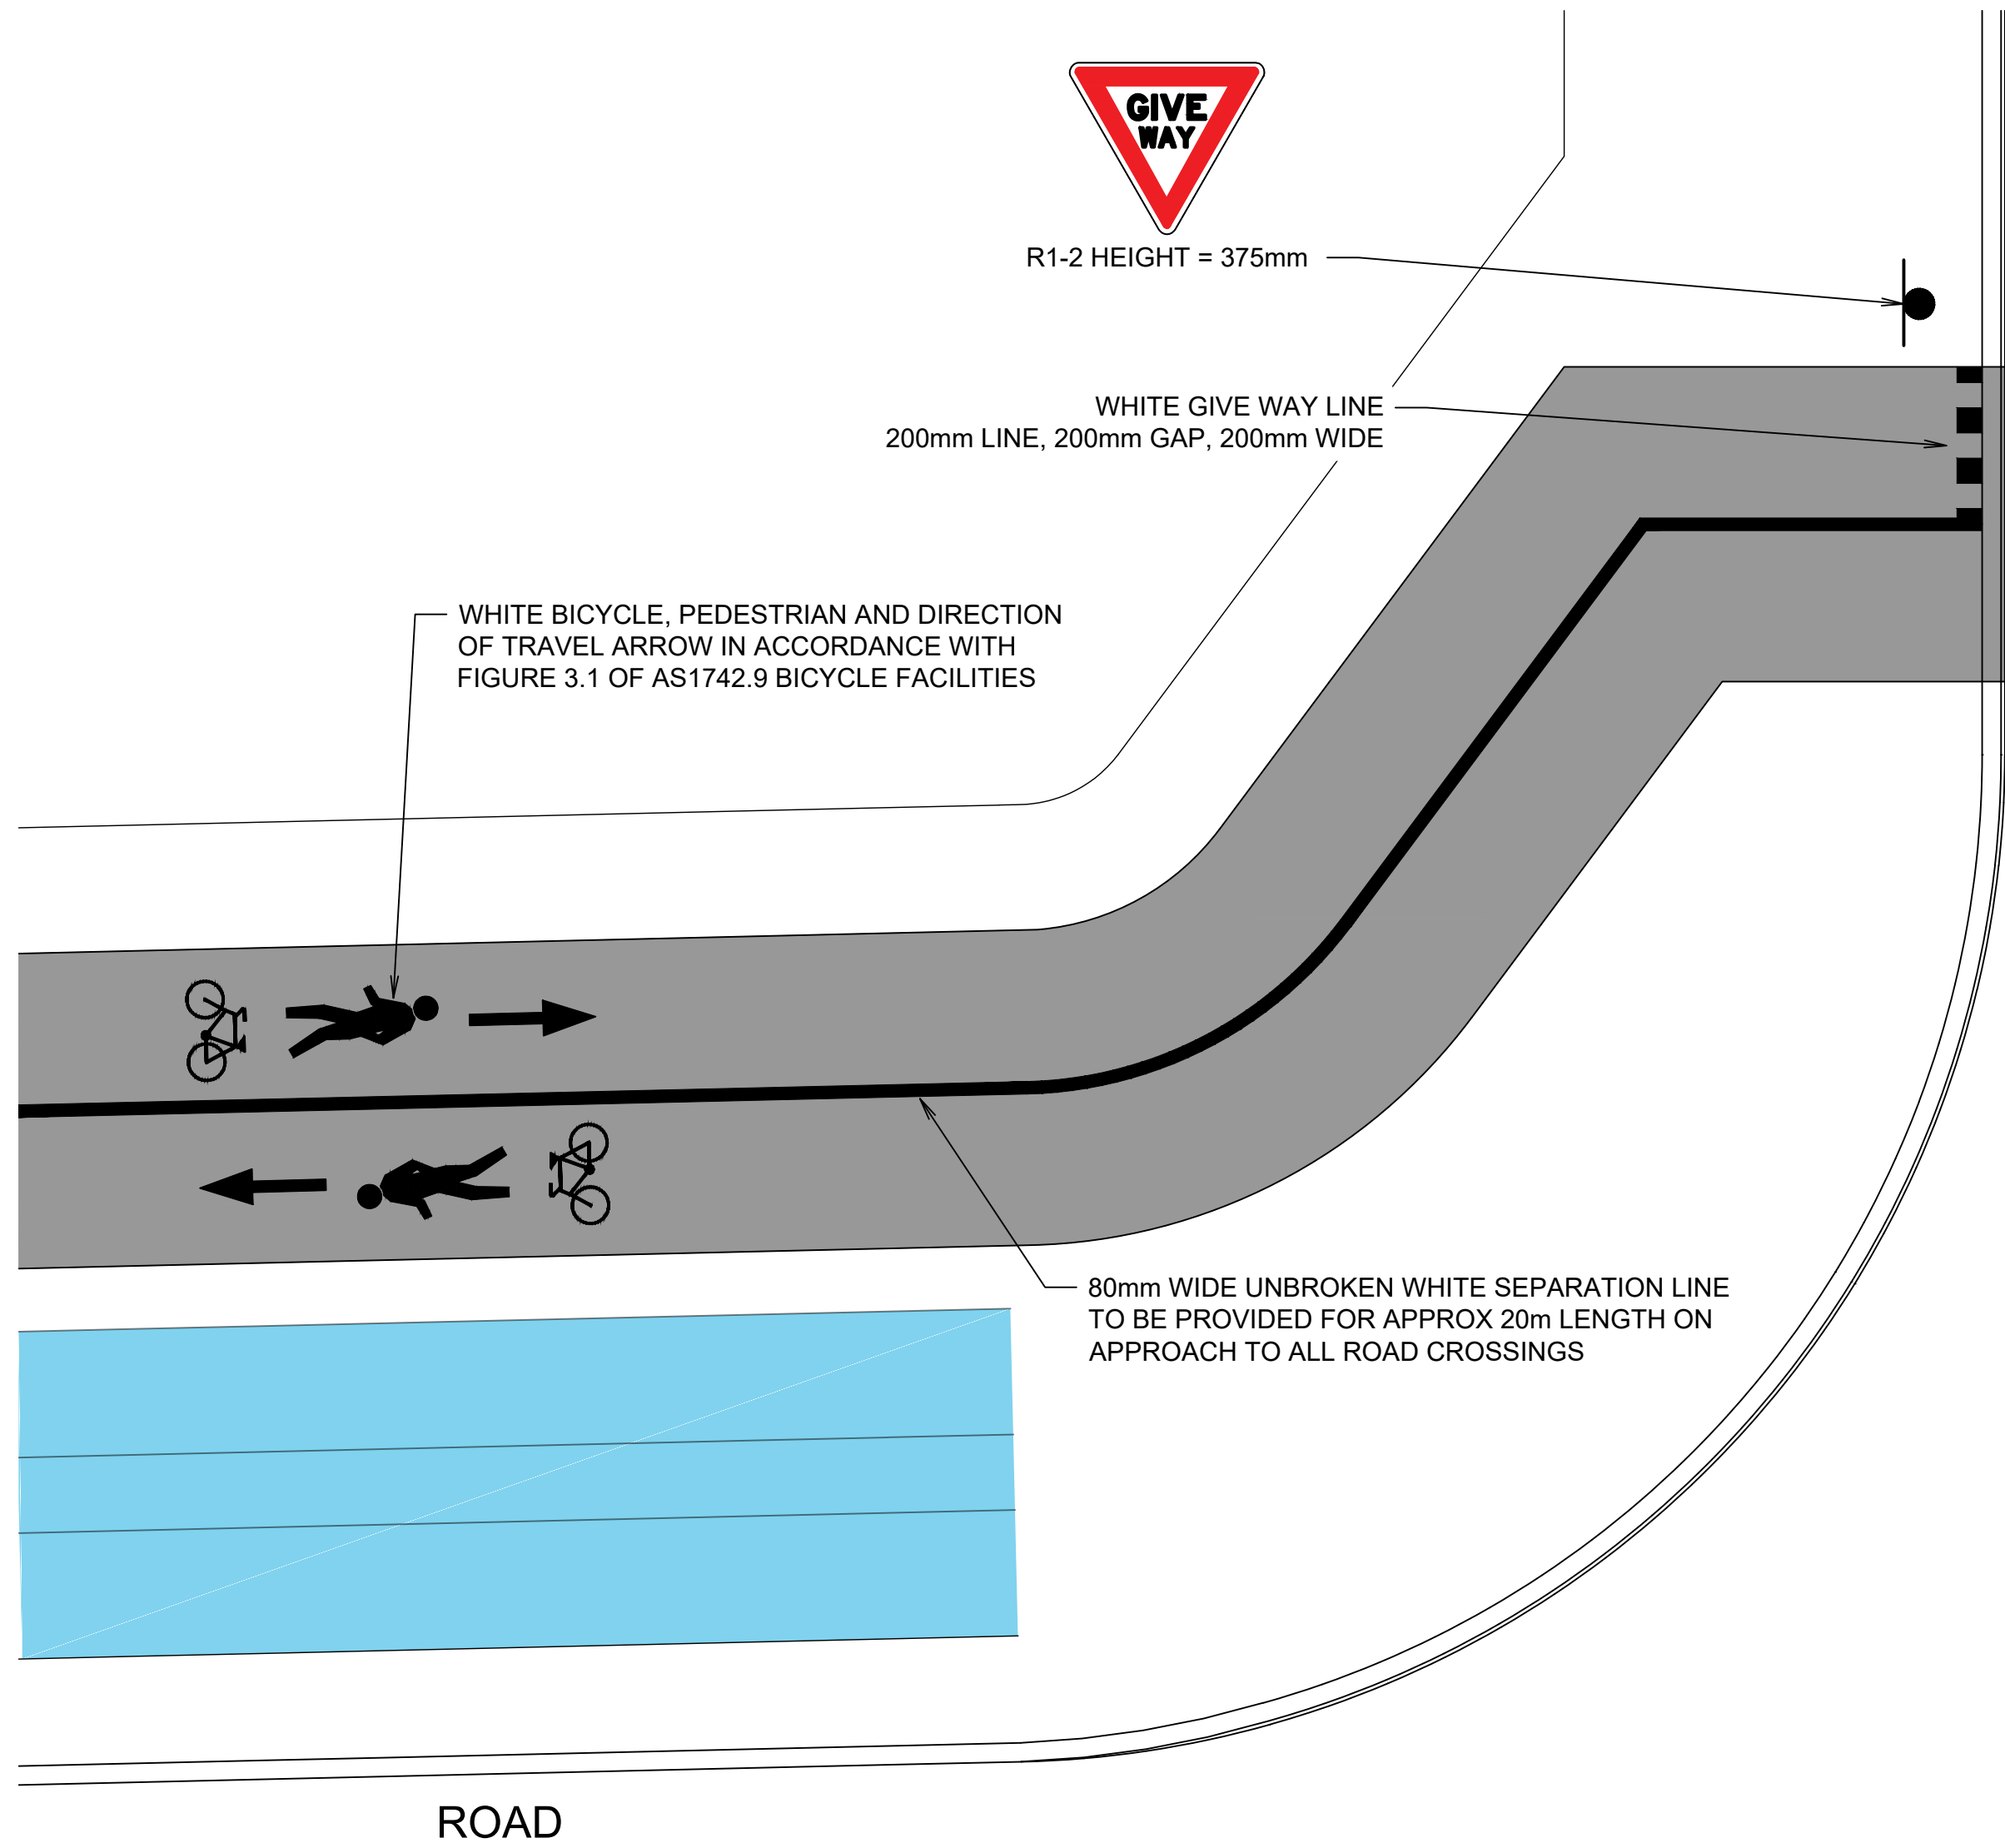 GIVE
WAY
R1-2 HEIGHT = 375mm
WHITE GIVE WAY LINE
200mm LINE, 200mm GAP, 200mm WIDE
WHITE BICYCLE, PEDESTRIAN AND DIRECTION
OF TRAVEL ARROW IN ACCORDANCE WITH
FIGURE 3.1 OF AS1742.9 BICYCLE FACILITIES
80mm WIDE UNBROKEN WHITE SEPARATION LINE
TO BE PROVIDED FOR APPROX 20m LENGTH ON
APPROACH TO ALL ROAD CROSSINGS
ROAD